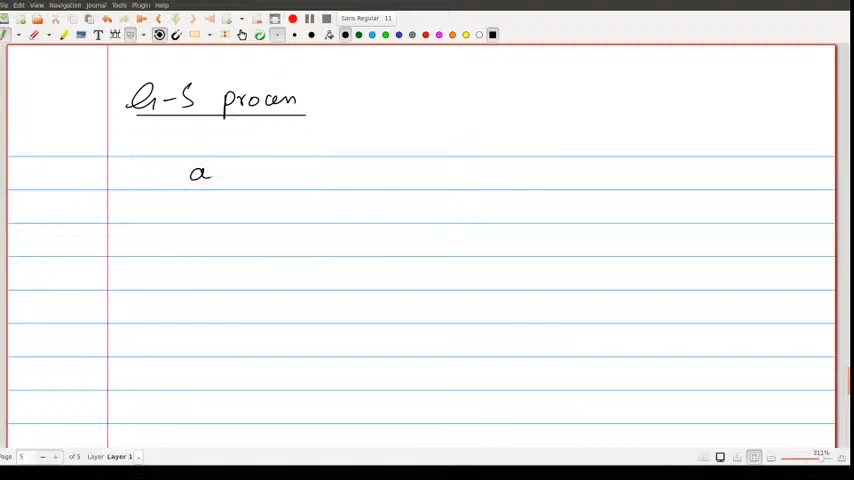 File Edit View Navigation Journal Tools Plugin Help
Sans Regular 11
G-S process
a
Page 5 of 5 Layer Layer 1 311%